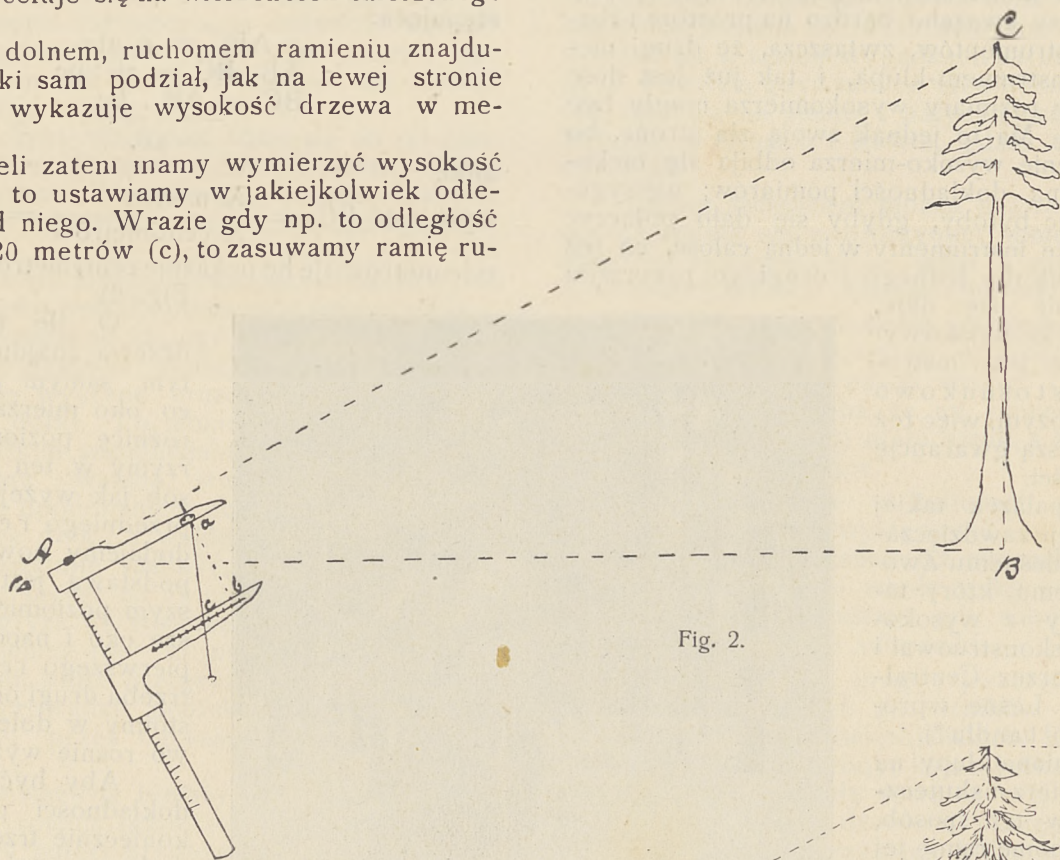 dolnem, ruchomem ramieniu znajdu-
ki sam podział, jak na lewej stronie
wykazuje wysokość drzewa w me-
eli zatem mamy wymierzyć wysokość
to ustawiamy w jakiejkolwiek odle-
d niego. Wrazie gdy np. to odległość
20 metrów (c), to zasuwamy ramię ru-
C
A
a
b
c
B
Fig. 2.